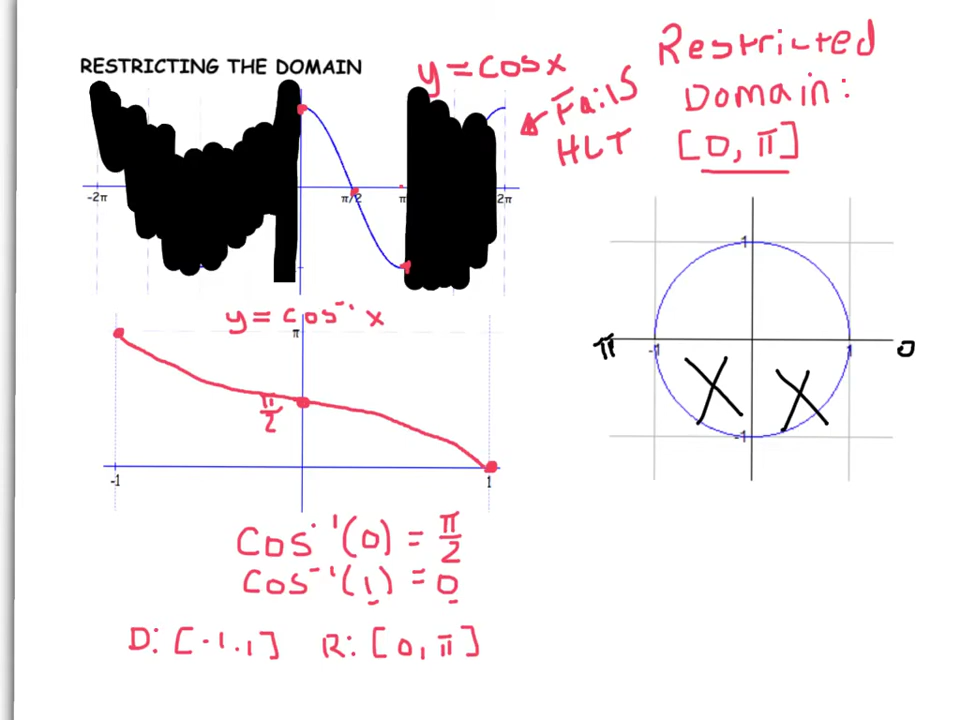 RESTRICTING THE DOMAIN
y = cosx
Fails
HLT
Restricted
Domain:
[0, π]
-2π
π/2
π
2π
y = cos⁻¹ x
π
π/2
-1
1
1
π
-1
1
0
-1
cos⁻¹(0) = π/2
cos⁻¹(1) = 0
D: [-1.1] R: [0, π]